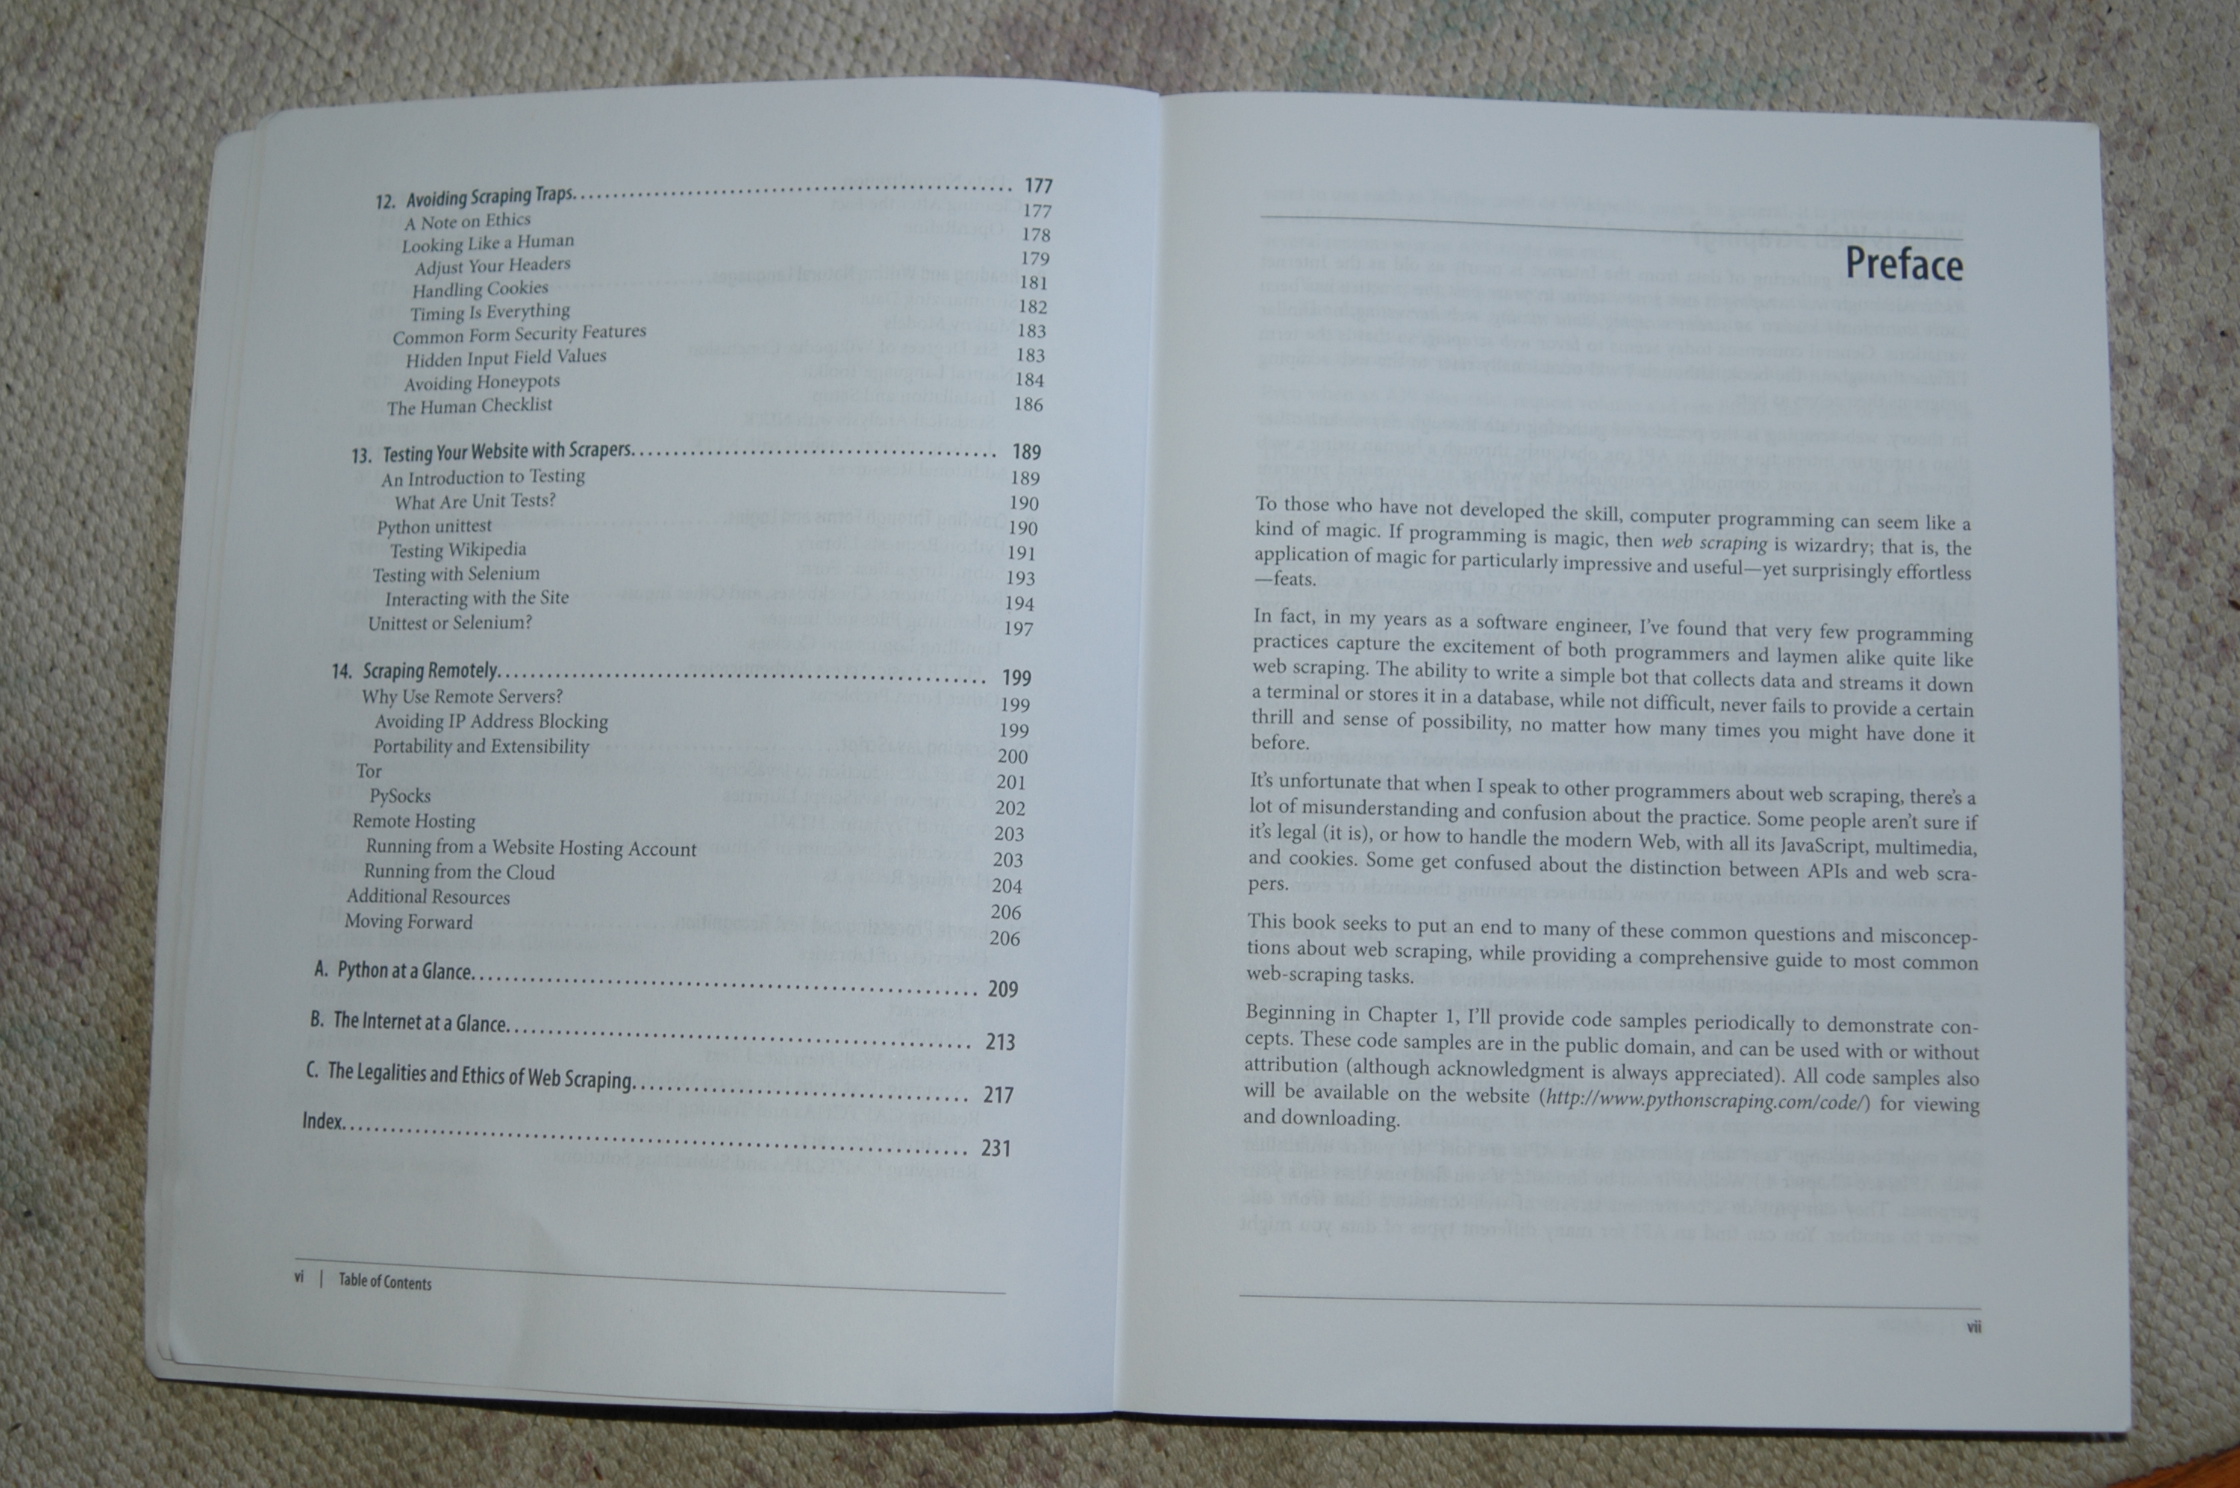 12. Avoiding Scraping Traps. . . . . . . . . . . . . . . . . . . . . . . . . . . . . . . . . . . . . . . . . . . . . 177
A Note on Ethics 177
Looking Like a Human 178
Adjust Your Headers 179
Handling Cookies 181
Timing Is Everything 182
Common Form Security Features 183
Hidden Input Field Values 183
Avoiding Honeypots 184
The Human Checklist 186
13. Testing Your Website with Scrapers. . . . . . . . . . . . . . . . . . . . . . . . . . . . . . . . . . . . . . . 189
An Introduction to Testing 189
What Are Unit Tests? 190
Python unittest 190
Testing Wikipedia 191
Testing with Selenium 193
Interacting with the Site 194
Unittest or Selenium? 197
14. Scraping Remotely. . . . . . . . . . . . . . . . . . . . . . . . . . . . . . . . . . . . . . . . . . . . . . . . . . . . 199
Why Use Remote Servers? 199
Avoiding IP Address Blocking 199
Portability and Extensibility 200
Tor 201
PySocks 202
Remote Hosting 203
Running from a Website Hosting Account 203
Running from the Cloud 204
Additional Resources 206
Moving Forward 206
A. Python at a Glance. . . . . . . . . . . . . . . . . . . . . . . . . . . . . . . . . . . . . . . . . . . . . . . . . . . . . 209
B. The Internet at a Glance. . . . . . . . . . . . . . . . . . . . . . . . . . . . . . . . . . . . . . . . . . . . . . . . . 213
C. The Legalities and Ethics of Web Scraping. . . . . . . . . . . . . . . . . . . . . . . . . . . . . . . . . . . 217
Index. . . . . . . . . . . . . . . . . . . . . . . . . . . . . . . . . . . . . . . . . . . . . . . . . . . . . . . . . . . . . . . . . . 231
vi | Table of Contents
Preface
To those who have not developed the skill, computer programming can seem like a
kind of magic. If programming is magic, then web scraping is wizardry; that is, the
application of magic for particularly impressive and useful—yet surprisingly effortless
—feats.
In fact, in my years as a software engineer, I've found that very few programming
practices capture the excitement of both programmers and laymen alike quite like
web scraping. The ability to write a simple bot that collects data and streams it down
a terminal or stores it in a database, while not difficult, never fails to provide a certain
thrill and sense of possibility, no matter how many times you might have done it
before.
It's unfortunate that when I speak to other programmers about web scraping, there's a
lot of misunderstanding and confusion about the practice. Some people aren't sure if
it's legal (it is), or how to handle the modern Web, with all its JavaScript, multimedia,
and cookies. Some get confused about the distinction between APIs and web scra-
pers.
This book seeks to put an end to many of these common questions and misconcep-
tions about web scraping, while providing a comprehensive guide to most common
web-scraping tasks.
Beginning in Chapter 1, I'll provide code samples periodically to demonstrate con-
cepts. These code samples are in the public domain, and can be used with or without
attribution (although acknowledgment is always appreciated). All code samples also
will be available on the website (http://www.pythonscraping.com/code/) for viewing
and downloading.
vii